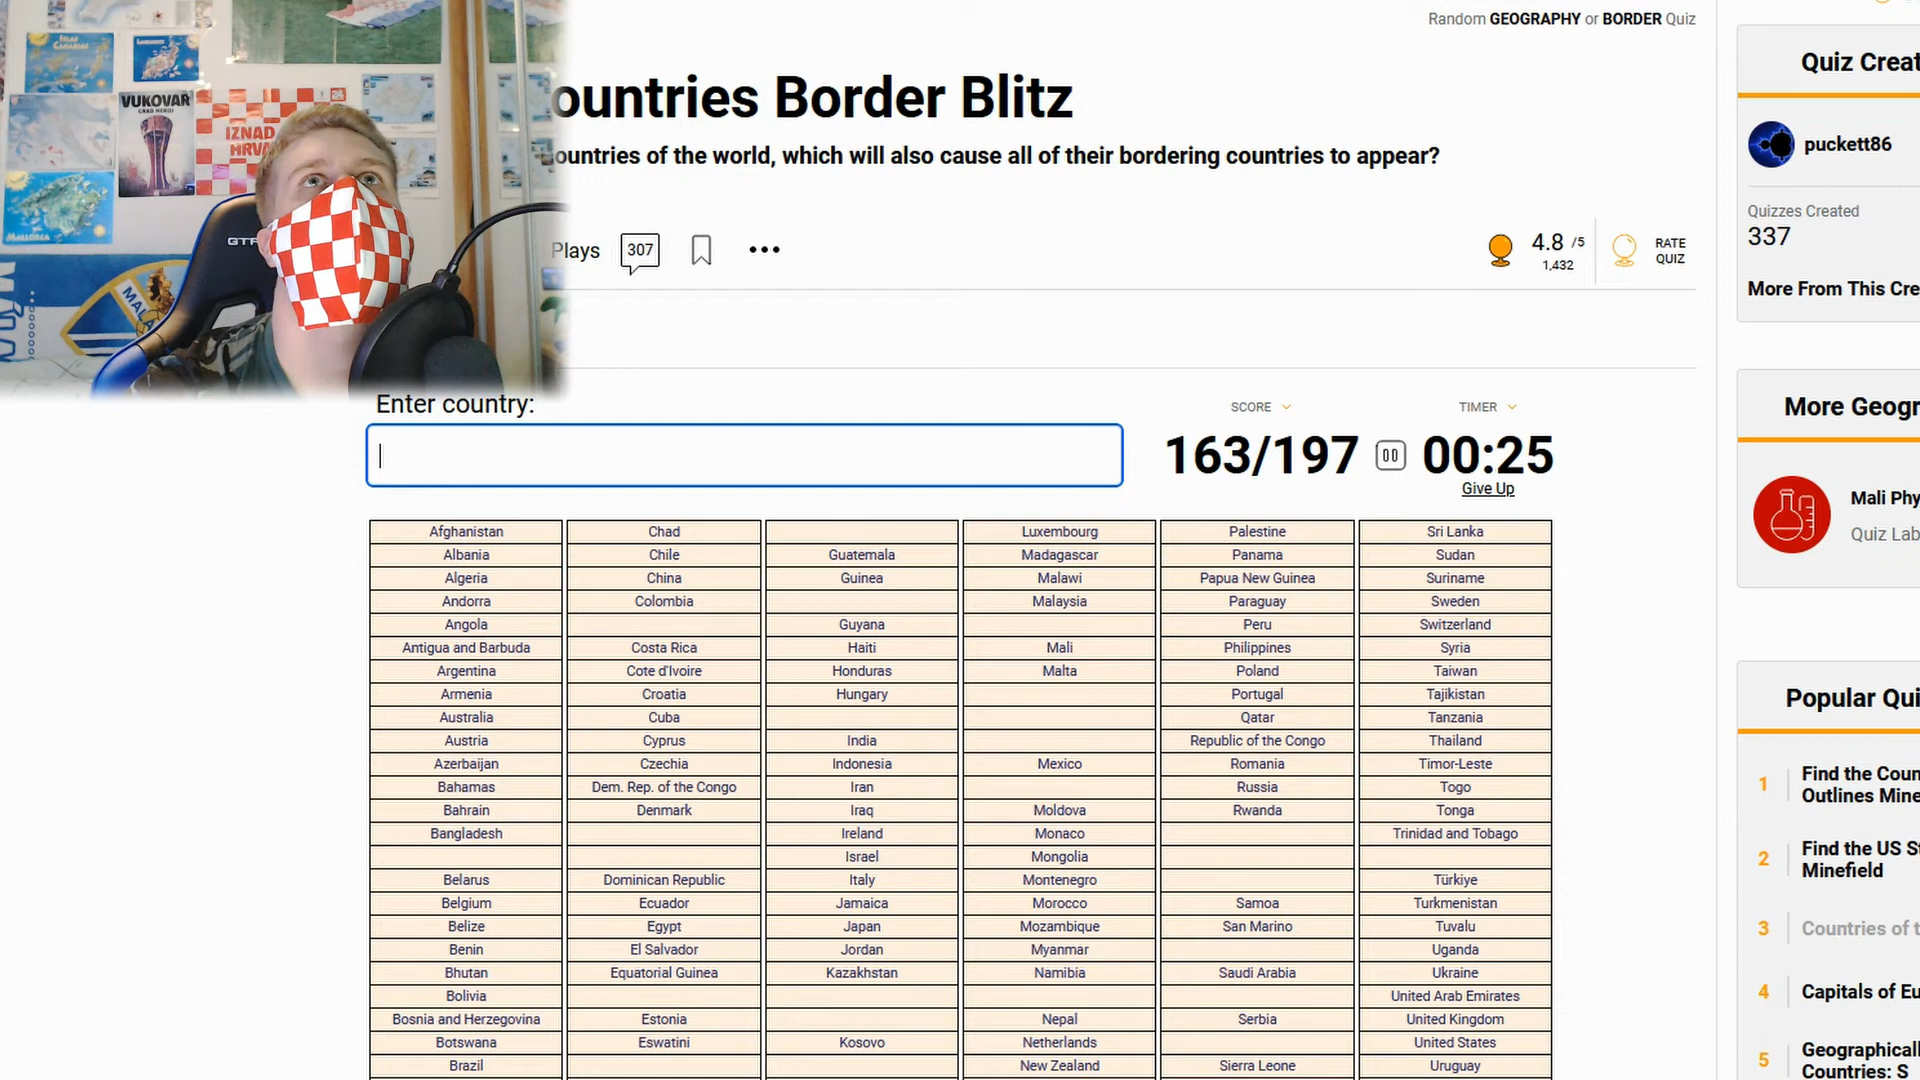 Random GEOGRAPHY or BORDER Quiz
ountries Border Blitz
ountries of the world, which will also cause all of their bordering countries to appear?
Plays
307
4.8 /5
1,432
RATE
QUIZ
VUKOVAR
IZNAD
HRVA
MALLORCA
Enter country:
SCORE
TIMER
163/197
00:25
Give Up
Afghanistan Chad Luxembourg Palestine Sri Lanka
Albania Chile Guatemala Madagascar Panama Sudan
Algeria China Guinea Malawi Papua New Guinea Suriname
Andorra Colombia Malaysia Paraguay Sweden
Angola Guyana Peru Switzerland
Antigua and Barbuda Costa Rica Haiti Mali Philippines Syria
Argentina Cote d'Ivoire Honduras Malta Poland Taiwan
Armenia Croatia Hungary Portugal Tajikistan
Australia Cuba Qatar Tanzania
Austria Cyprus India Republic of the Congo Thailand
Azerbaijan Czechia Indonesia Mexico Romania Timor-Leste
Bahamas Dem. Rep. of the Congo Iran Russia Togo
Bahrain Denmark Iraq Moldova Rwanda Tonga
Bangladesh Ireland Monaco Trinidad and Tobago
Israel Mongolia
Belarus Dominican Republic Italy Montenegro Türkiye
Belgium Ecuador Jamaica Morocco Samoa Turkmenistan
Belize Egypt Japan Mozambique San Marino Tuvalu
Benin El Salvador Jordan Myanmar Uganda
Bhutan Equatorial Guinea Kazakhstan Namibia Saudi Arabia Ukraine
Bolivia United Arab Emirates
Bosnia and Herzegovina Estonia Nepal Serbia United Kingdom
Botswana Eswatini Kosovo Netherlands United States
Brazil New Zealand Sierra Leone Uruguay
Quiz Creat
puckett86
Quizzes Created
337
More From This Cre
More Geogr
Mali Phy
Quiz Lab
Popular Qui
1 Find the Coun
Outlines Mine
2 Find the US St
Minefield
3 Countries of t
4 Capitals of Eu
5 Geographicall
Countries: S